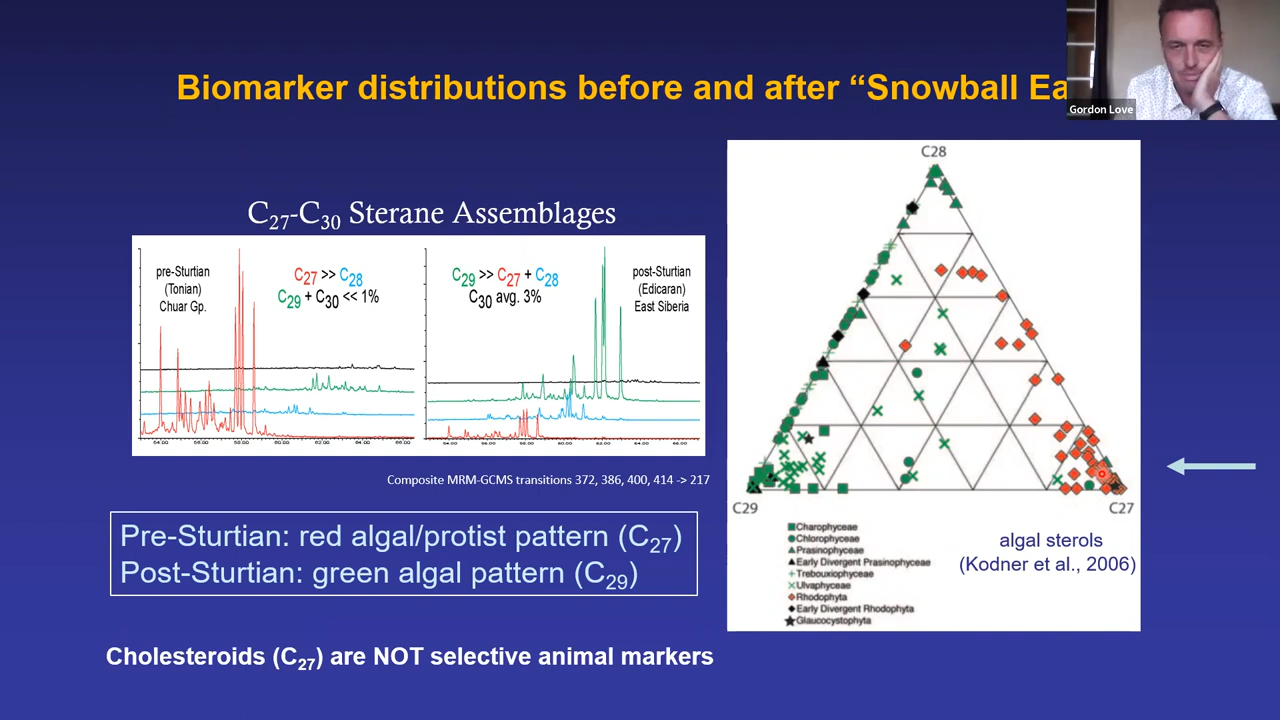 Biomarker distributions before and after “Snowball Ea
Gordon Love
C27-C30 Sterane Assemblages
pre-Sturtian
(Tonian)
Chuar Gp.
C27 >> C28
C29 + C30 << 1%
C29 >> C27 + C28
C30 avg. 3%
post-Sturtian
(Edicaran)
East Siberia
Composite MRM-GCMS transitions 372, 386, 400, 414 -> 217
Pre-Sturtian: red algal/protist pattern (C27)
Post-Sturtian: green algal pattern (C29)
Cholesteroids (C27) are NOT selective animal markers
C28
C29
C27
Charophyceae
Chlorophyceae
Prasinophyceae
Early Divergent Prasinophyceae
Trebouxiophyceae
Ulvaphyceae
Rhodophyta
Early Divergent Rhodophyta
Glaucocystophyta
algal sterols
(Kodner et al., 2006)